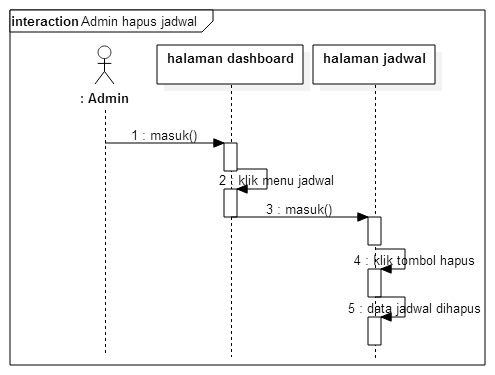 interaction Admin hapus jadwal
halaman dashboard
halaman jadwal
: Admin
1 : masuk()
2 : klik menu jadwal
3 : masuk()
4 : klik tombol hapus
5 : data jadwal dihapus